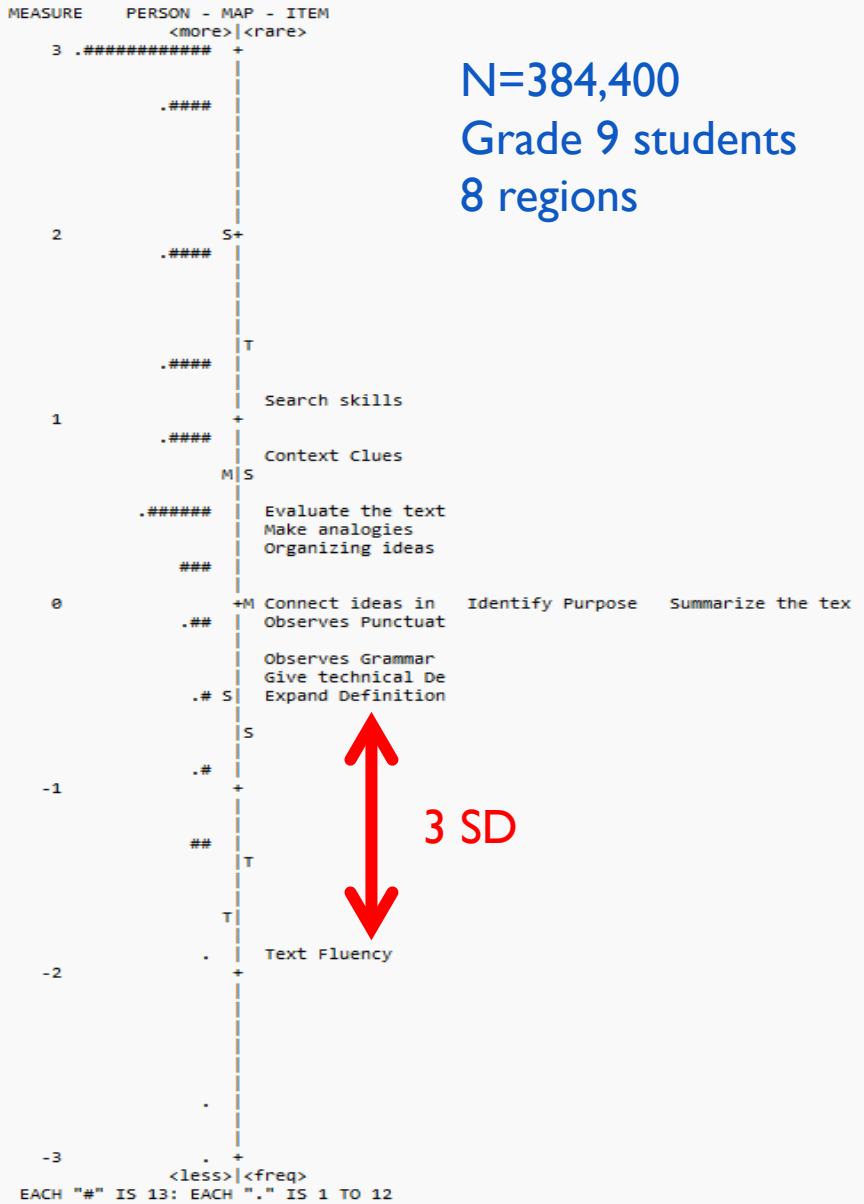 MEASURE    PERSON - MAP - ITEM
               <more>|<rare>
    3 .############  +
                     |
                     |
             .####   |
                     |
                     |
                     |
                     |
                     |
                     |
    2               S+
             .####   |
                     |
                     |
                     |
                     |
                     |T
             .####   |
                     |
                     |  Search skills
    1                +
             .####   |
                     |  Context Clues
                    M|S
                     |
           .######   |  Evaluate the text
                     |  Make analogies
                     |  Organizing ideas
               ###   |
                     |
    0                +M Connect ideas in   Identify Purpose   Summarize the tex
               .##   |  Observes Punctuat
                     |
                     |  Observes Grammar
                     |  Give technical De
                .# S|  Expand Definition
                     |
                     |S
                     |
                .#   |
   -1                +
                     |
                     |
                ##   |
                     |T
                     |
                     |
                    T|
                     |
                 .   |  Text Fluency
   -2                +
                     |
                     |
                     |
                     |
                     |
                     |
                 .   |
                     |
                     |
   -3            .   +
               <less>|<freq>
 EACH "#" IS 13: EACH "." IS 1 TO 12
N=384,400
Grade 9 students
8 regions
3 SD